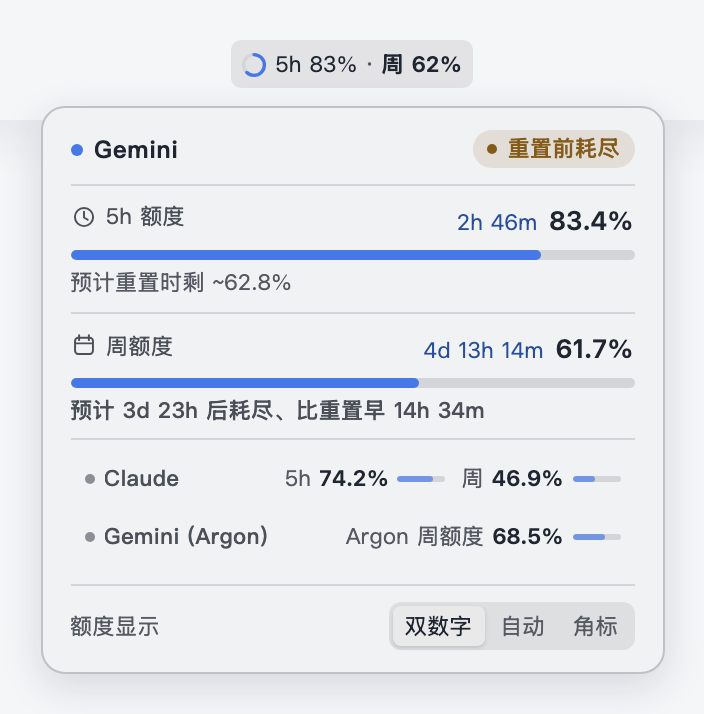 5h 83% · 周 62%
Gemini 重置前耗尽
5h 额度 2h 46m 83.4%
预计重置时剩 ~62.8%
周额度 4d 13h 14m 61.7%
预计 3d 23h 后耗尽、比重置早 14h 34m
Claude 5h 74.2% 周 46.9%
Gemini (Argon) Argon 周额度 68.5%
额度显示 双数字 自动 角标